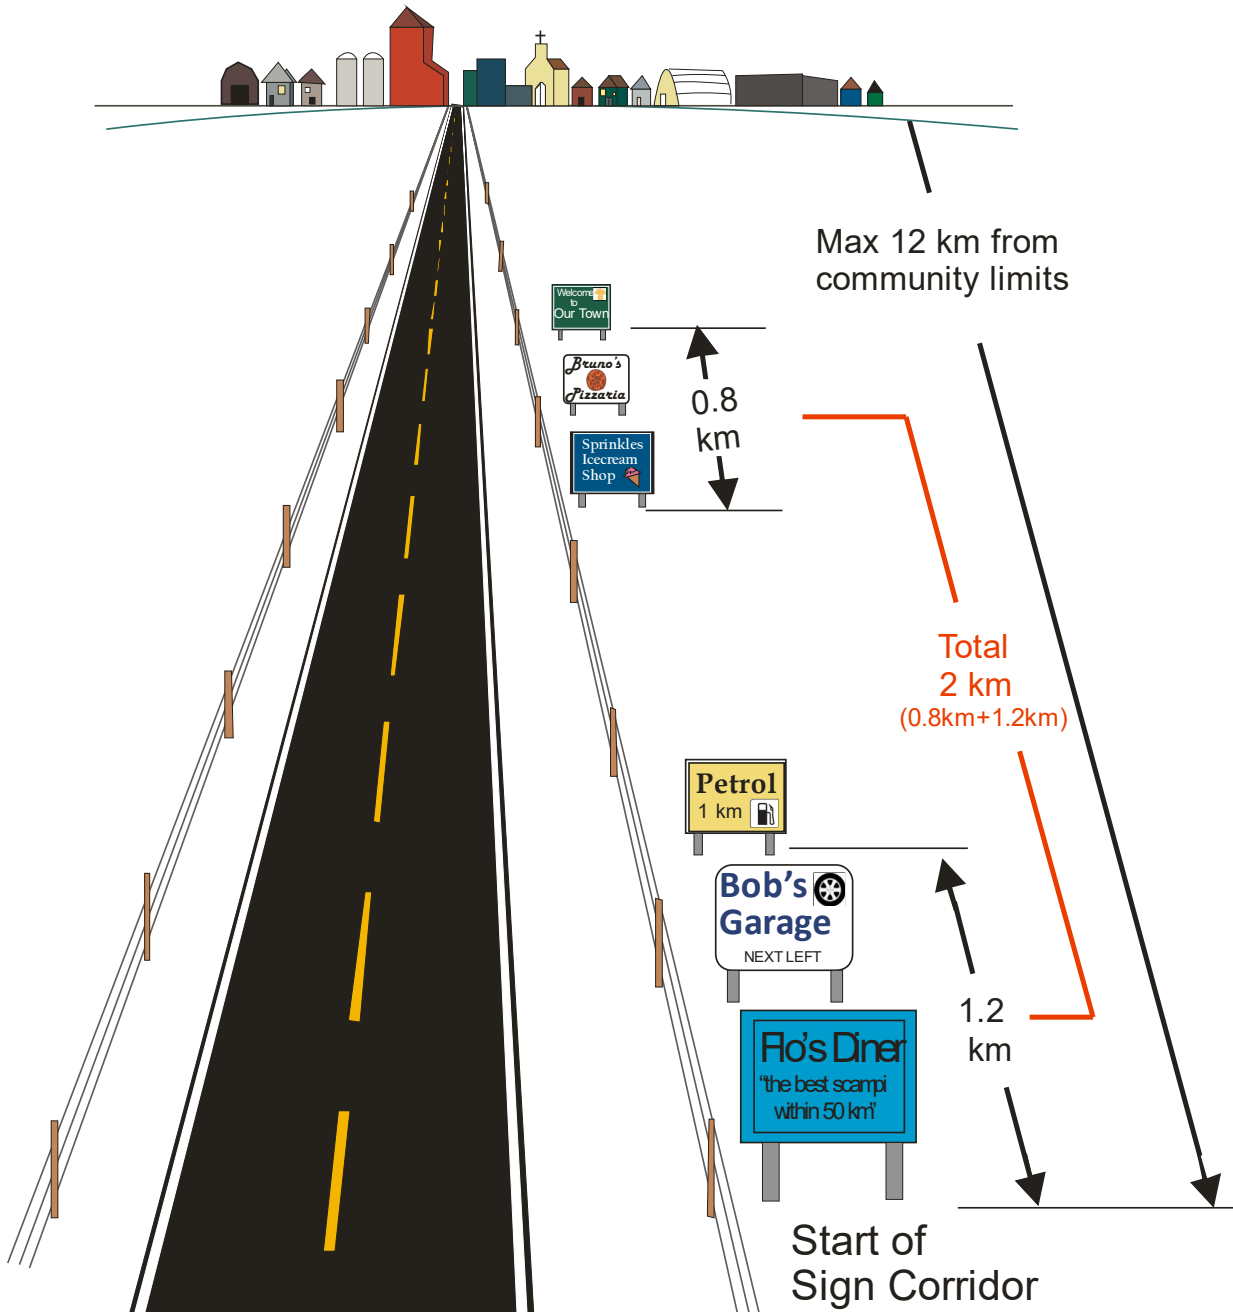 Max 12 km from
community limits
Welcome
to
Our Town
Bruno's
Pizzaria
0.8
km
Sprinkles
Icecream
Shop
Total
2 km
(0.8km+1.2km)
Petrol
1 km
Bob's
Garage
NEXT LEFT
1.2
km
Flo's Diner
"the best scampi
within 50 km"
Start of
Sign Corridor